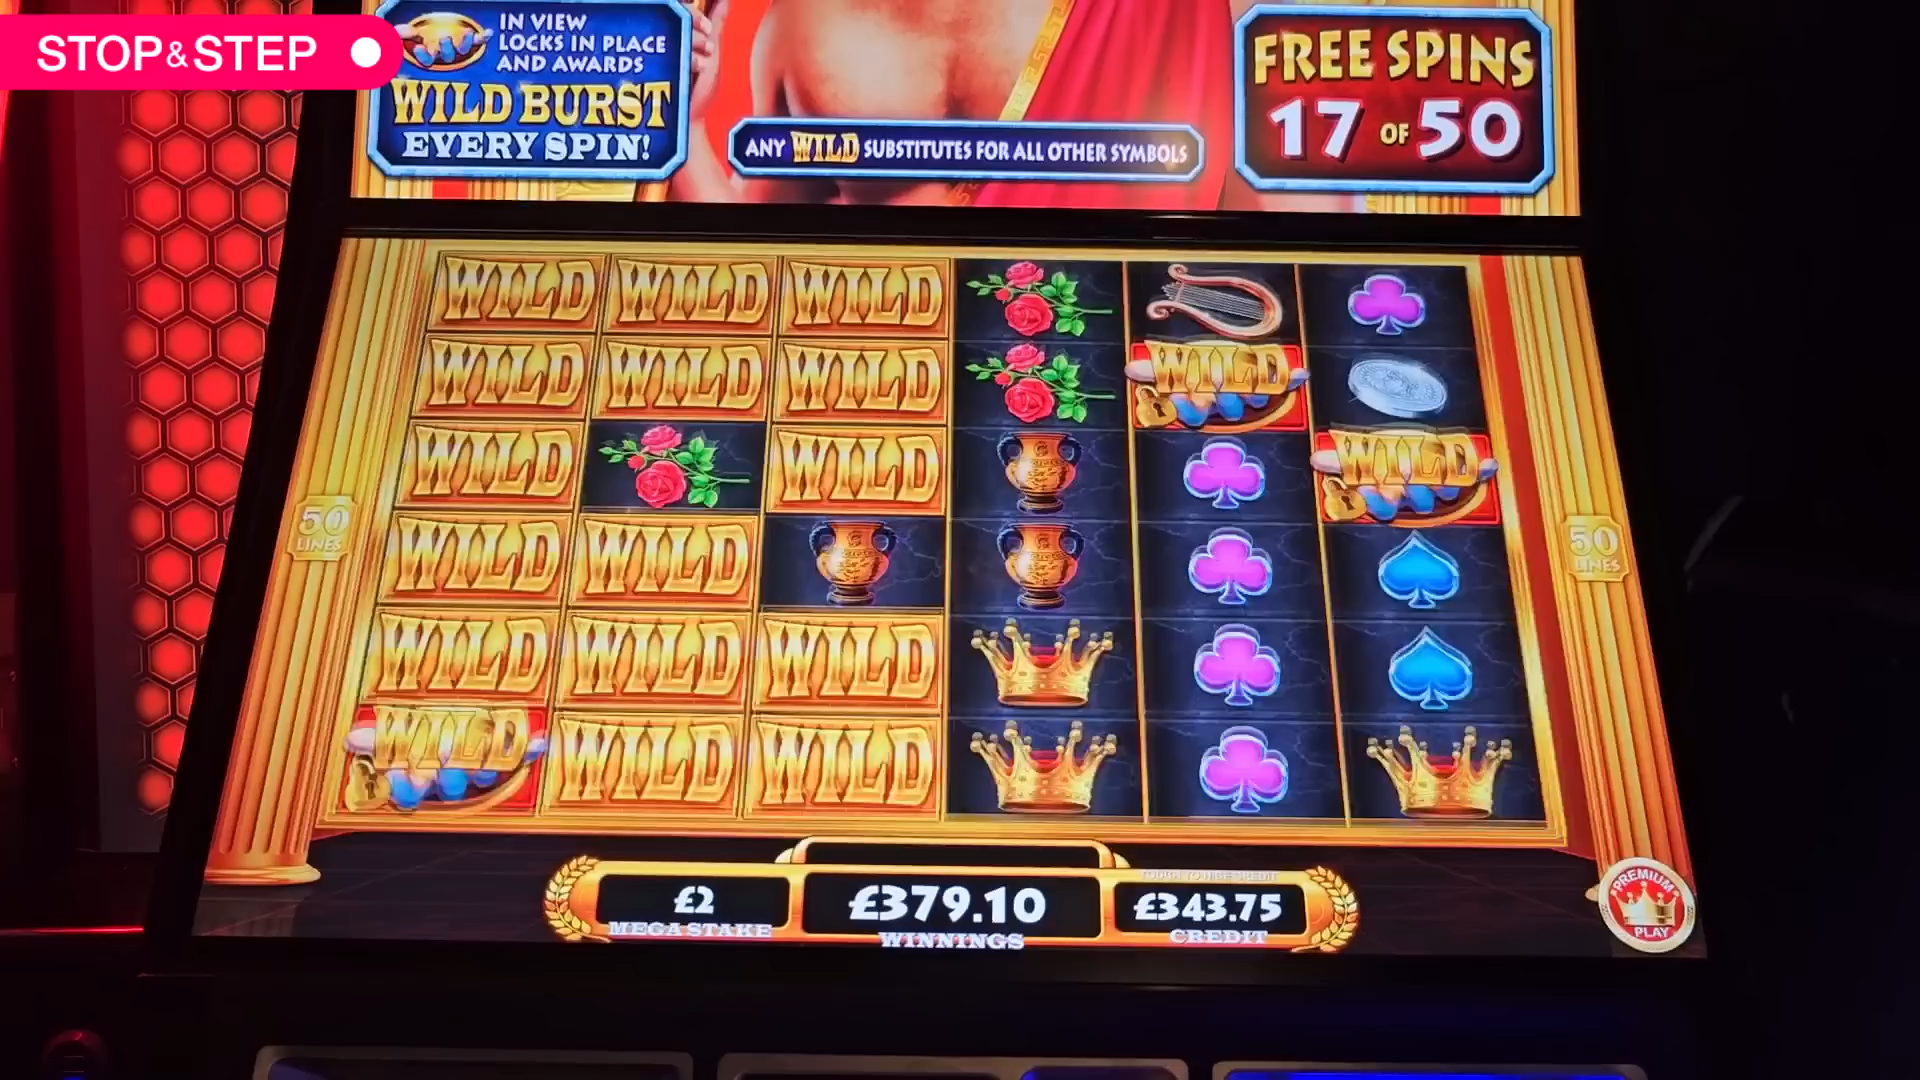 STOP&STEP
IN VIEW
LOCKS IN PLACE
AND AWARDS
WILD BURST
EVERY SPIN!
ANY WILD SUBSTITUTES FOR ALL OTHER SYMBOLS
FREE SPINS
17 OF 50
WILD WILD WILD
WILD WILD WILD WILD
WILD WILD WILD
50
LINES
WILD WILD
50
LINES
WILD WILD WILD
WILD WILD WILD
£2
MEGA STAKE
£379.10
WINNINGS
£343.75
CREDIT
PREMIUM
PLAY